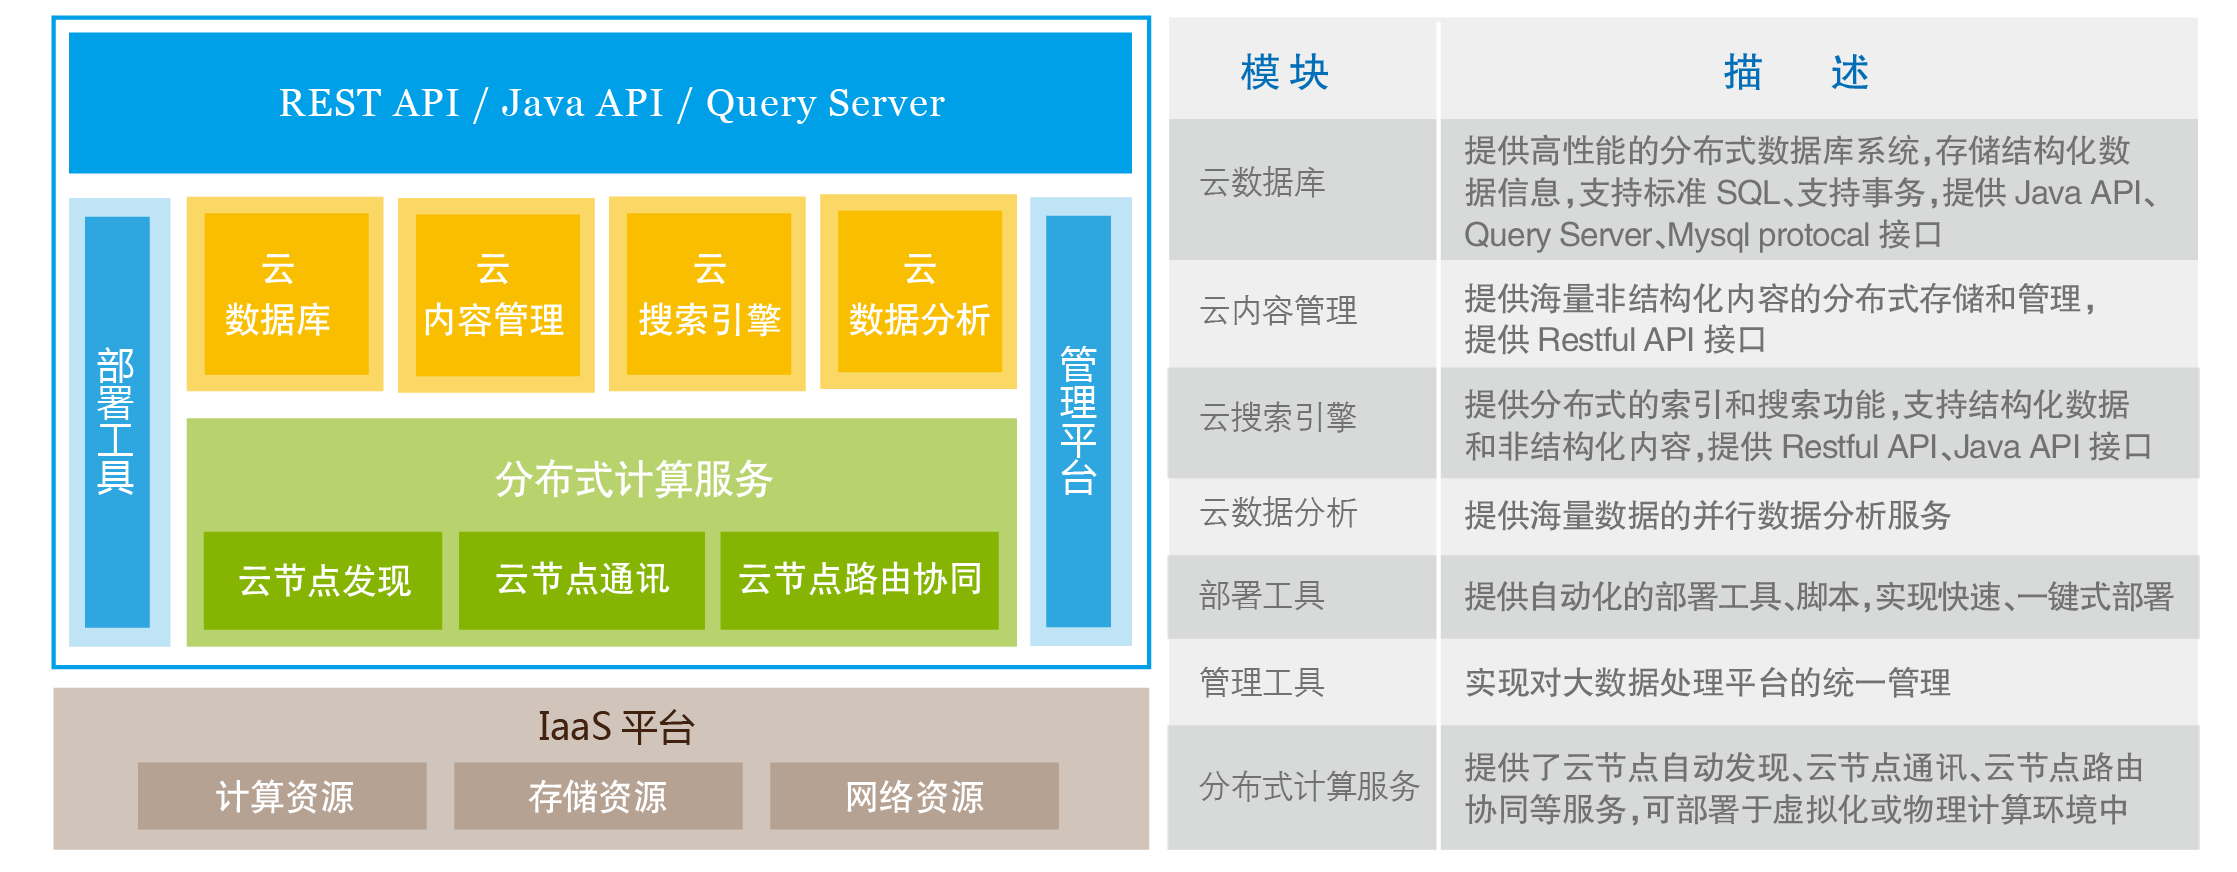 REST API / Java API / Query Server
部署工具
云
数据库
云
内容管理
云
搜索引擎
云
数据分析
管理平台
分布式计算服务
云节点发现
云节点通讯
云节点路由协同
IaaS 平台
计算资源
存储资源
网络资源
模块
描 述
云数据库
提供高性能的分布式数据库系统,存储结构化数
据信息,支持标准 SQL、支持事务,提供 Java API、
Query Server、Mysql protocal 接口
云内容管理
提供海量非结构化内容的分布式存储和管理,
提供 Restful API 接口
云搜索引擎
提供分布式的索引和搜索功能,支持结构化数据
和非结构化内容,提供 Restful API、Java API 接口
云数据分析
提供海量数据的并行数据分析服务
部署工具
提供自动化的部署工具、脚本,实现快速、一键式部署
管理工具
实现对大数据处理平台的统一管理
分布式计算服务
提供了云节点自动发现、云节点通讯、云节点路由
协同等服务,可部署于虚拟化或物理计算环境中